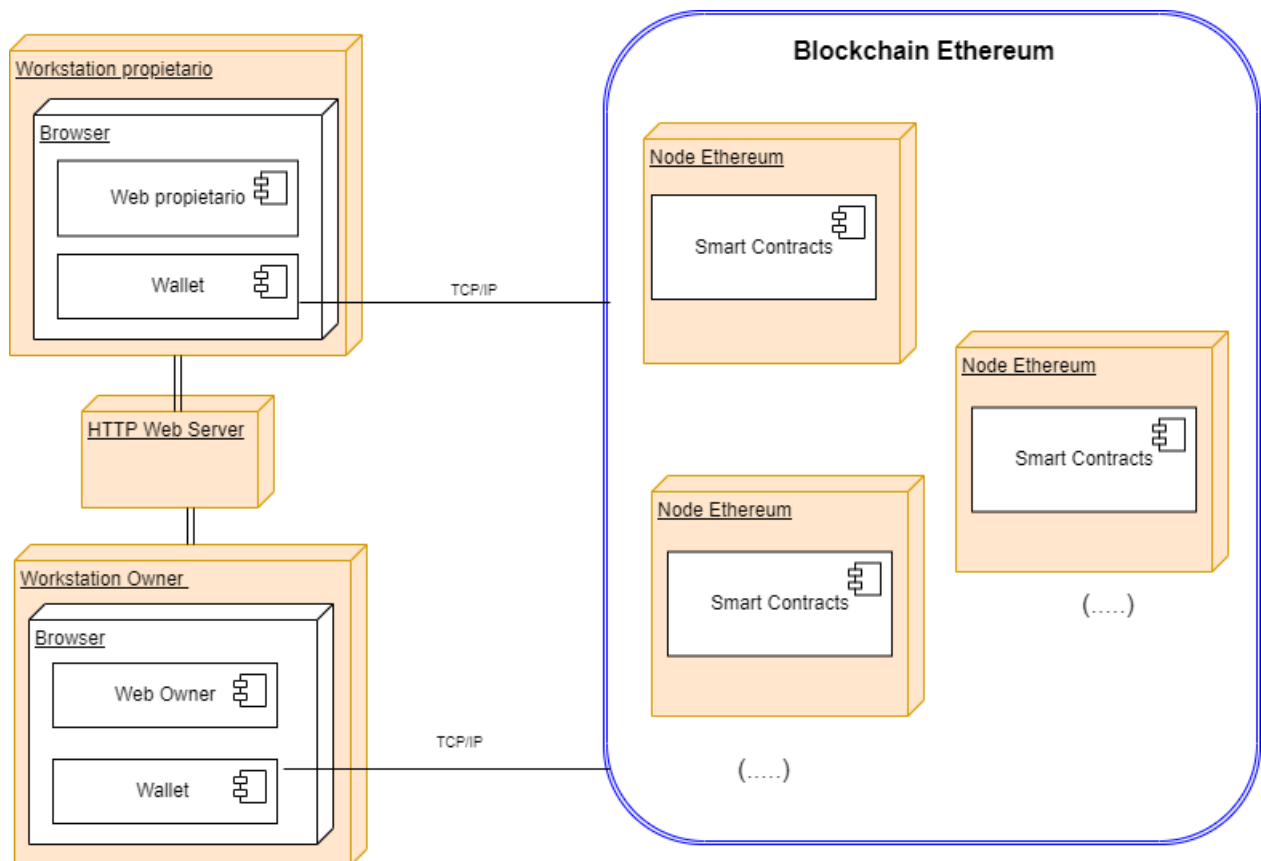 Workstation propietario
Browser
Web propietario
Wallet
TCP/IP
HTTP Web Server
Workstation Owner
Browser
Web Owner
Wallet
TCP/IP
Blockchain Ethereum
Node Ethereum
Smart Contracts
Node Ethereum
Smart Contracts
(.....)
Node Ethereum
Smart Contracts
(.....)